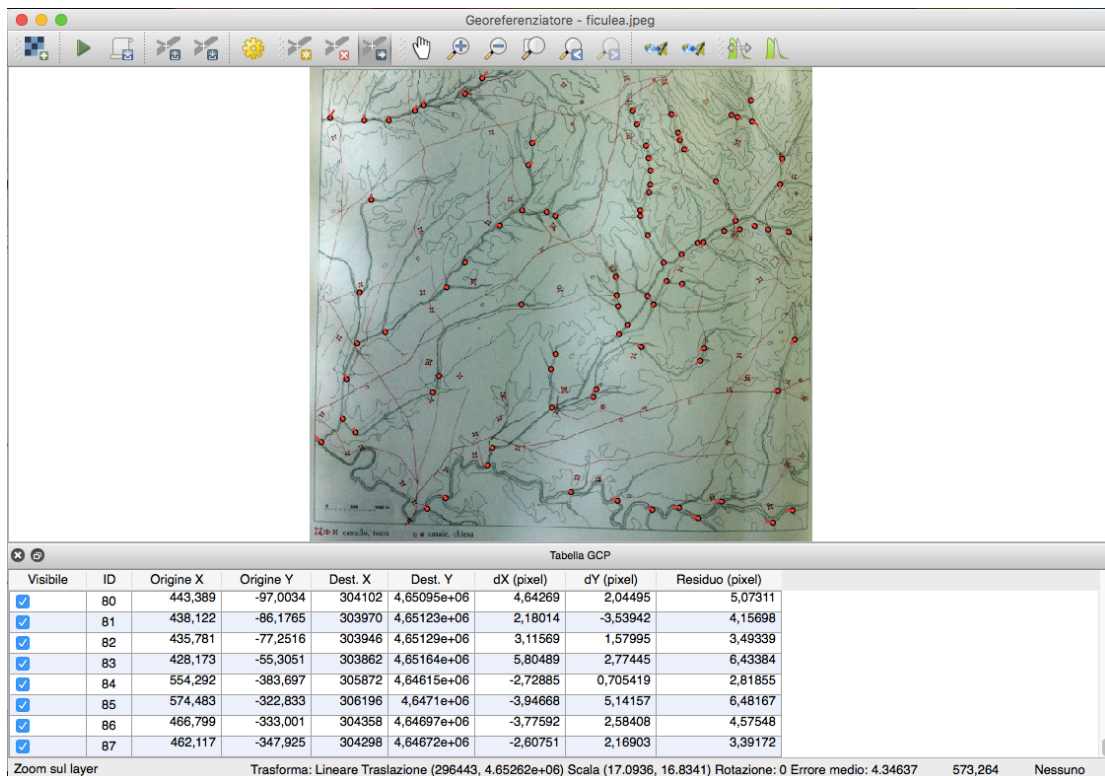 Georeferenziatore - ficulea.jpeg
castello, torre
casale, chiesa
Tabella GCP
Visibile ID Origine X Origine Y Dest. X Dest. Y dX (pixel) dY (pixel) Residuo (pixel)
80 443,389 -97,0034 304102 4,65095e+06 4,64269 2,04495 5,07311
81 438,122 -86,1765 303970 4,65123e+06 2,18014 -3,53942 4,15698
82 435,781 -77,2516 303946 4,65129e+06 3,11569 1,57995 3,49339
83 428,173 -55,3051 303862 4,65164e+06 5,80489 2,77445 6,43384
84 554,292 -383,697 305872 4,64615e+06 -2,72885 0,705419 2,81855
85 574,483 -322,833 306196 4,6471e+06 -3,94668 5,14157 6,48167
86 466,799 -333,001 304358 4,64697e+06 -3,77592 2,58408 4,57548
87 462,117 -347,925 304298 4,64672e+06 -2,60751 2,16903 3,39172
Zoom sul layer Trasforma: Lineare Traslazione (296443, 4.65262e+06) Scala (17.0936, 16.8341) Rotazione: 0 Errore medio: 4.34637 573,264 Nessuno